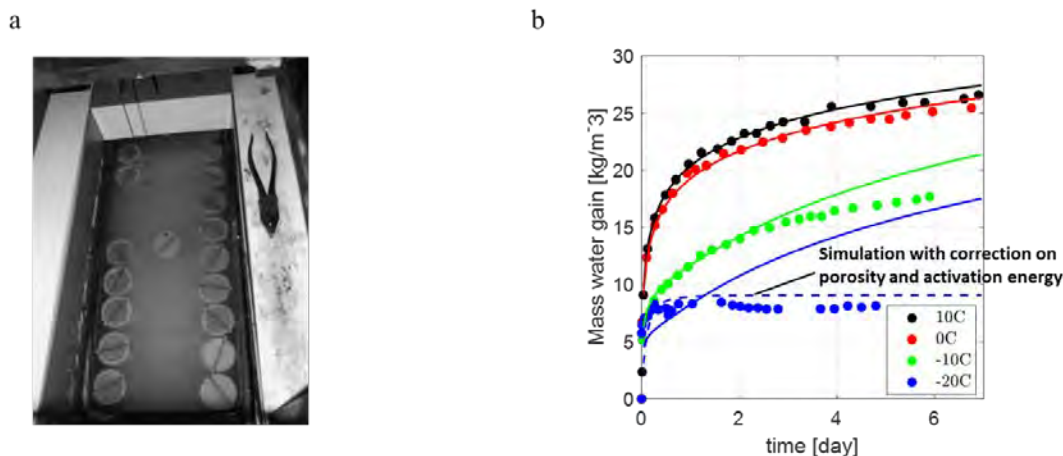 a
b
30
25
20
15
10
5
0
Mass water gain [kg/m⁻3]
Simulation with correction on
porosity and activation energy
10C
0C
-10C
-20C
0 2 4 6
time [day]